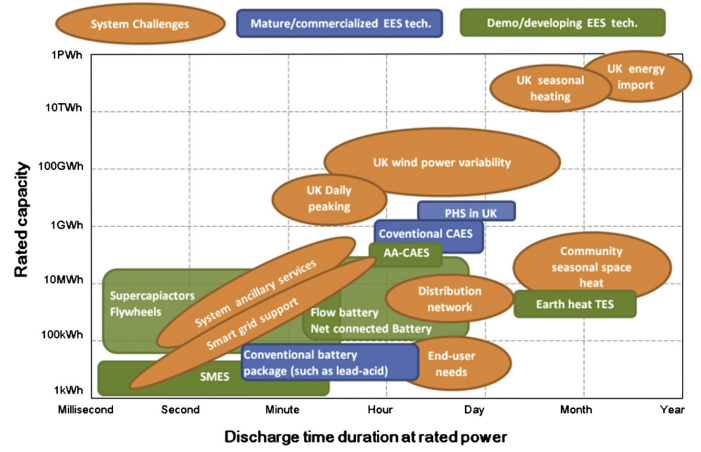 System Challenges
Mature/commercialized EES tech.
Demo/developing EES tech.
Rated capacity
1PWh
10TWh
100GWh
1GWh
10MWh
100kWh
1kWh
UK seasonal
heating
UK energy
import
UK wind power variability
UK Daily
peaking
PHS in UK
Coventional CAES
AA-CAES
Community
seasonal space
heat
Earth heat TES
Supercapiactors
Flywheels
System ancillary services
Smart grid support
Flow battery
Net connected Battery
Distribution
network
SMES
Conventional battery
package (such as lead-acid)
End-user
needs
Millisecond
Second
Minute
Hour
Day
Month
Year
Discharge time duration at rated power